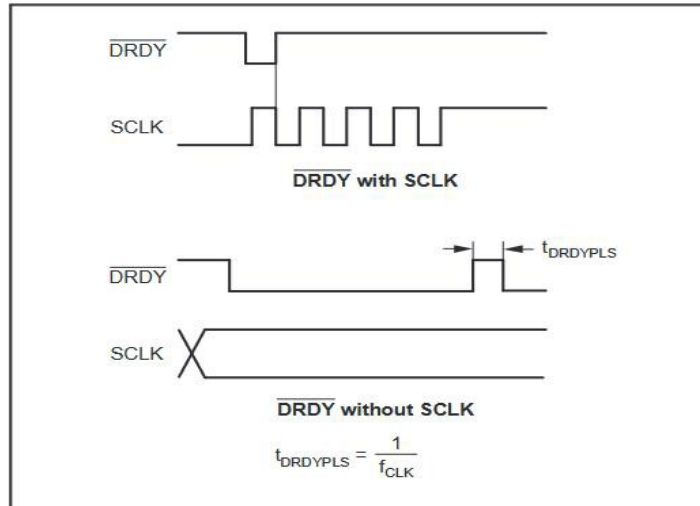 DRDY
SCLK
DRDY with SCLK
DRDY
tDRDYPLS
SCLK
DRDY without SCLK
tDRDYPLS = 1
fCLK